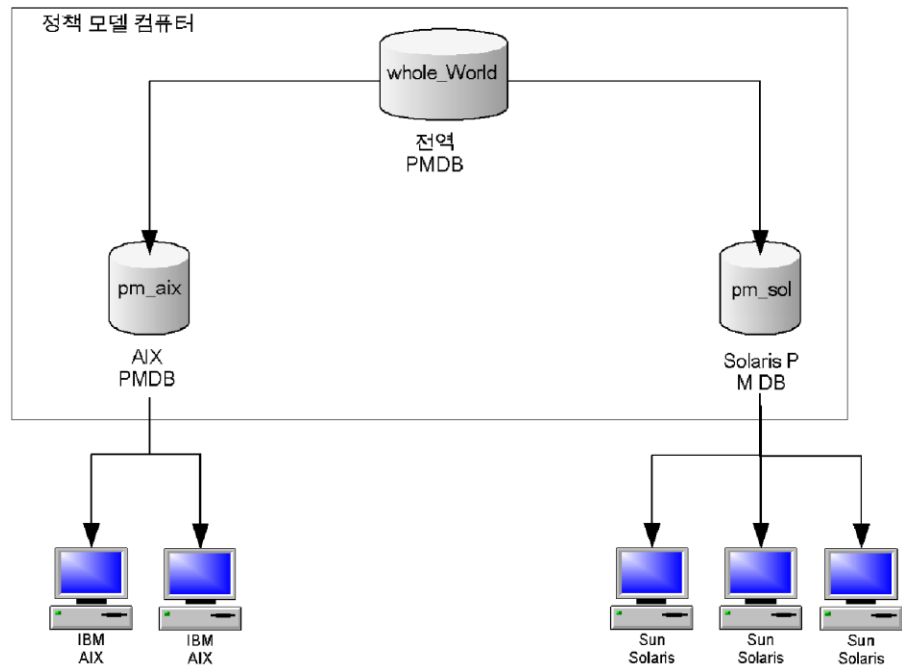 정책 모델 컴퓨터
whole_World
전역
PMDB
pm_aix
pm_sol
AIX
PMDB
Solaris P
M DB
IBM
AIX
IBM
AIX
Sun
Solaris
Sun
Solaris
Sun
Solaris